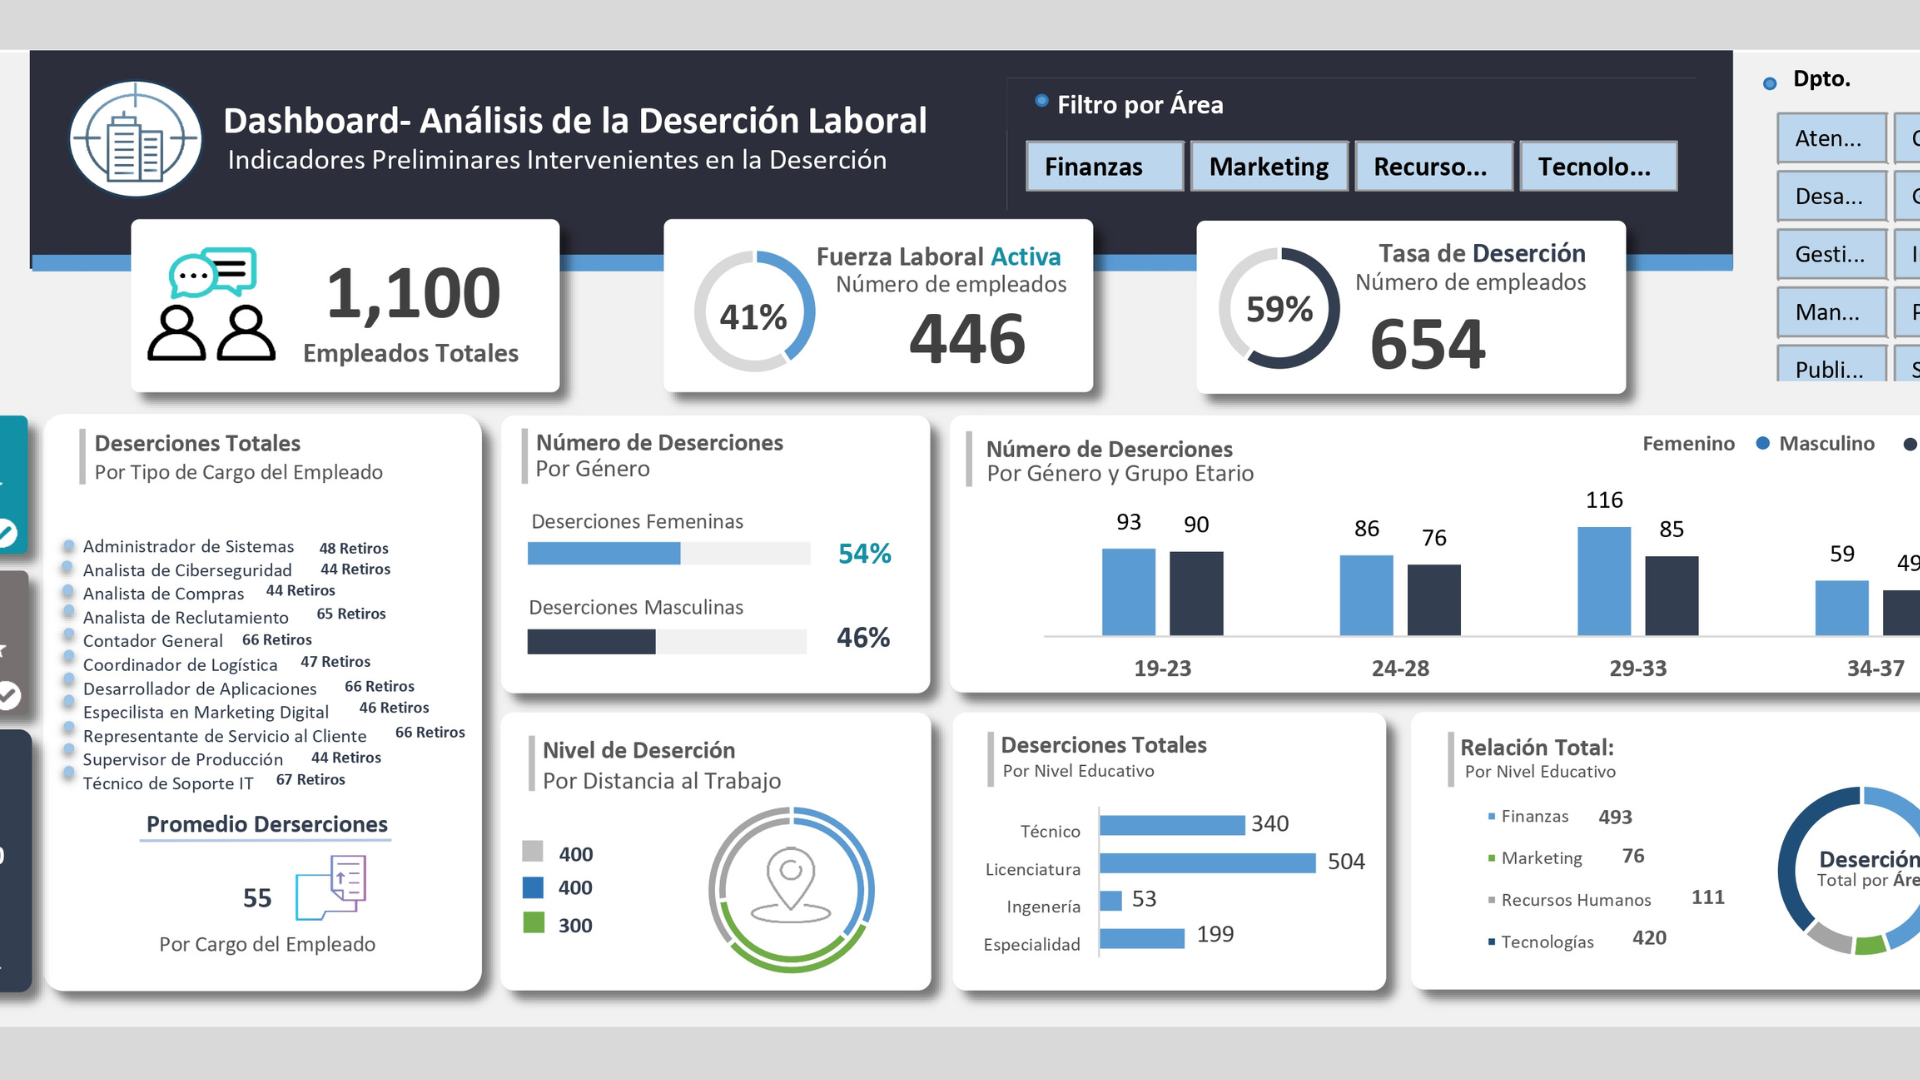 Dashboard- Análisis de la Deserción Laboral
Indicadores Preliminares Intervenientes en la Deserción
Filtro por Área
Finanzas
Marketing
Recurso...
Tecnolo...
Dpto.
Aten...
Desa...
Gesti...
Man...
Publi...
1,100
Empleados Totales
41%
Fuerza Laboral Activa
Número de empleados
446
59%
Tasa de Deserción
Número de empleados
654
Deserciones Totales
Por Tipo de Cargo del Empleado
Administrador de Sistemas 48 Retiros
Analista de Ciberseguridad 44 Retiros
Analista de Compras 44 Retiros
Analista de Reclutamiento 65 Retiros
Contador General 66 Retiros
Coordinador de Logística 47 Retiros
Desarrollador de Aplicaciones 66 Retiros
Especilista en Marketing Digital 46 Retiros
Representante de Servicio al Cliente 66 Retiros
Supervisor de Producción 44 Retiros
Técnico de Soporte IT 67 Retiros
Promedio Derserciones
55
Por Cargo del Empleado
Número de Deserciones
Por Género
Deserciones Femeninas
54%
Deserciones Masculinas
46%
Número de Deserciones
Por Género y Grupo Etario
Femenino
Masculino
93 90
86 76
116 85
59 49
19-23 24-28 29-33 34-37
Nivel de Deserción
Por Distancia al Trabajo
400
400
300
Deserciones Totales
Por Nivel Educativo
Técnico 340
Licenciatura 504
Ingenería 53
Especialidad 199
Relación Total:
Por Nivel Educativo
Finanzas 493
Marketing 76
Recursos Humanos 111
Tecnologías 420
Deserción
Total por Áre